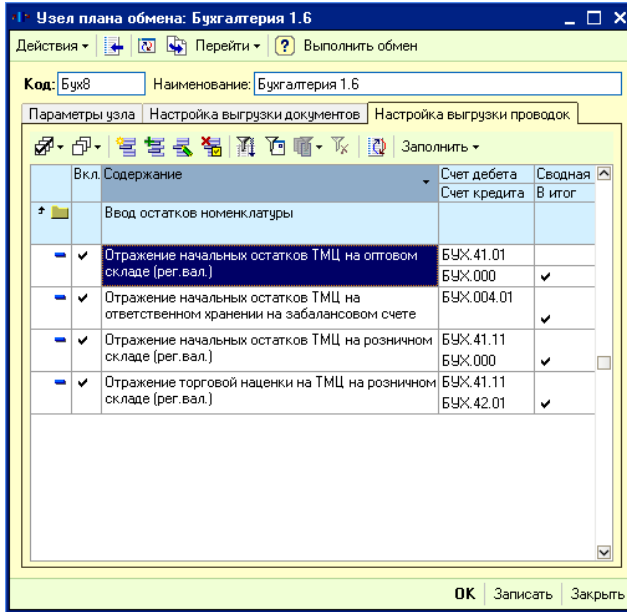 Узел плана обмена: Бухгалтерия 1.6
Действия Перейти ? Выполнить обмен
Код: Бух8 Наименование: Бухгалтерия 1.6
Параметры узла Настройка выгрузки документов Настройка выгрузки проводок
Заполнить
Вкл. Содержание Счет дебета Сводная
Счет кредита В итог
Ввод остатков номенклатуры
Отражение начальных остатков ТМЦ на оптовом БУХ.41.01
складе (рег.вал.) БУХ.000
Отражение начальных остатков ТМЦ на БУХ.004.01
ответственном хранении на забалансовом счете
Отражение начальных остатков ТМЦ на розничном БУХ.41.11
складе (рег.вал.) БУХ.000
Отражение торговой наценки на ТМЦ на розничном БУХ.41.11
складе (рег.вал.) БУХ.42.01
OK Записать Закрыть